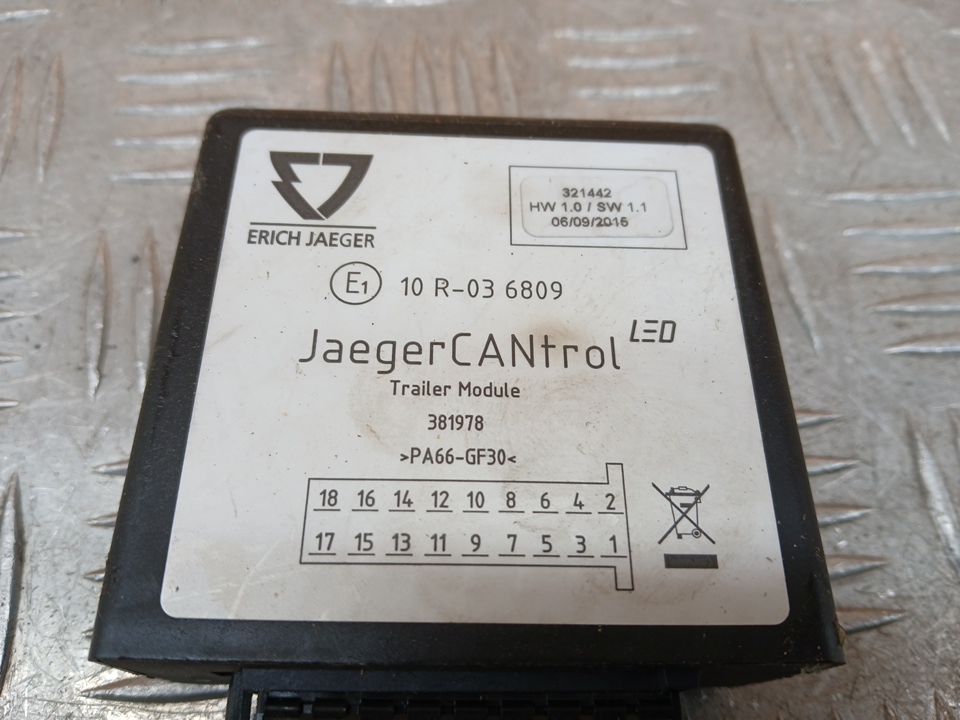 ERICH JAEGER
321442
HW 1.0 / SW 1.1
06/09/2016
E1 10 R-03 6809
JaegerCANtrol LED
Trailer Module
381978
>PA66-GF30<
18 16 14 12 10 8 6 4 2
17 15 13 11 9 7 5 3 1